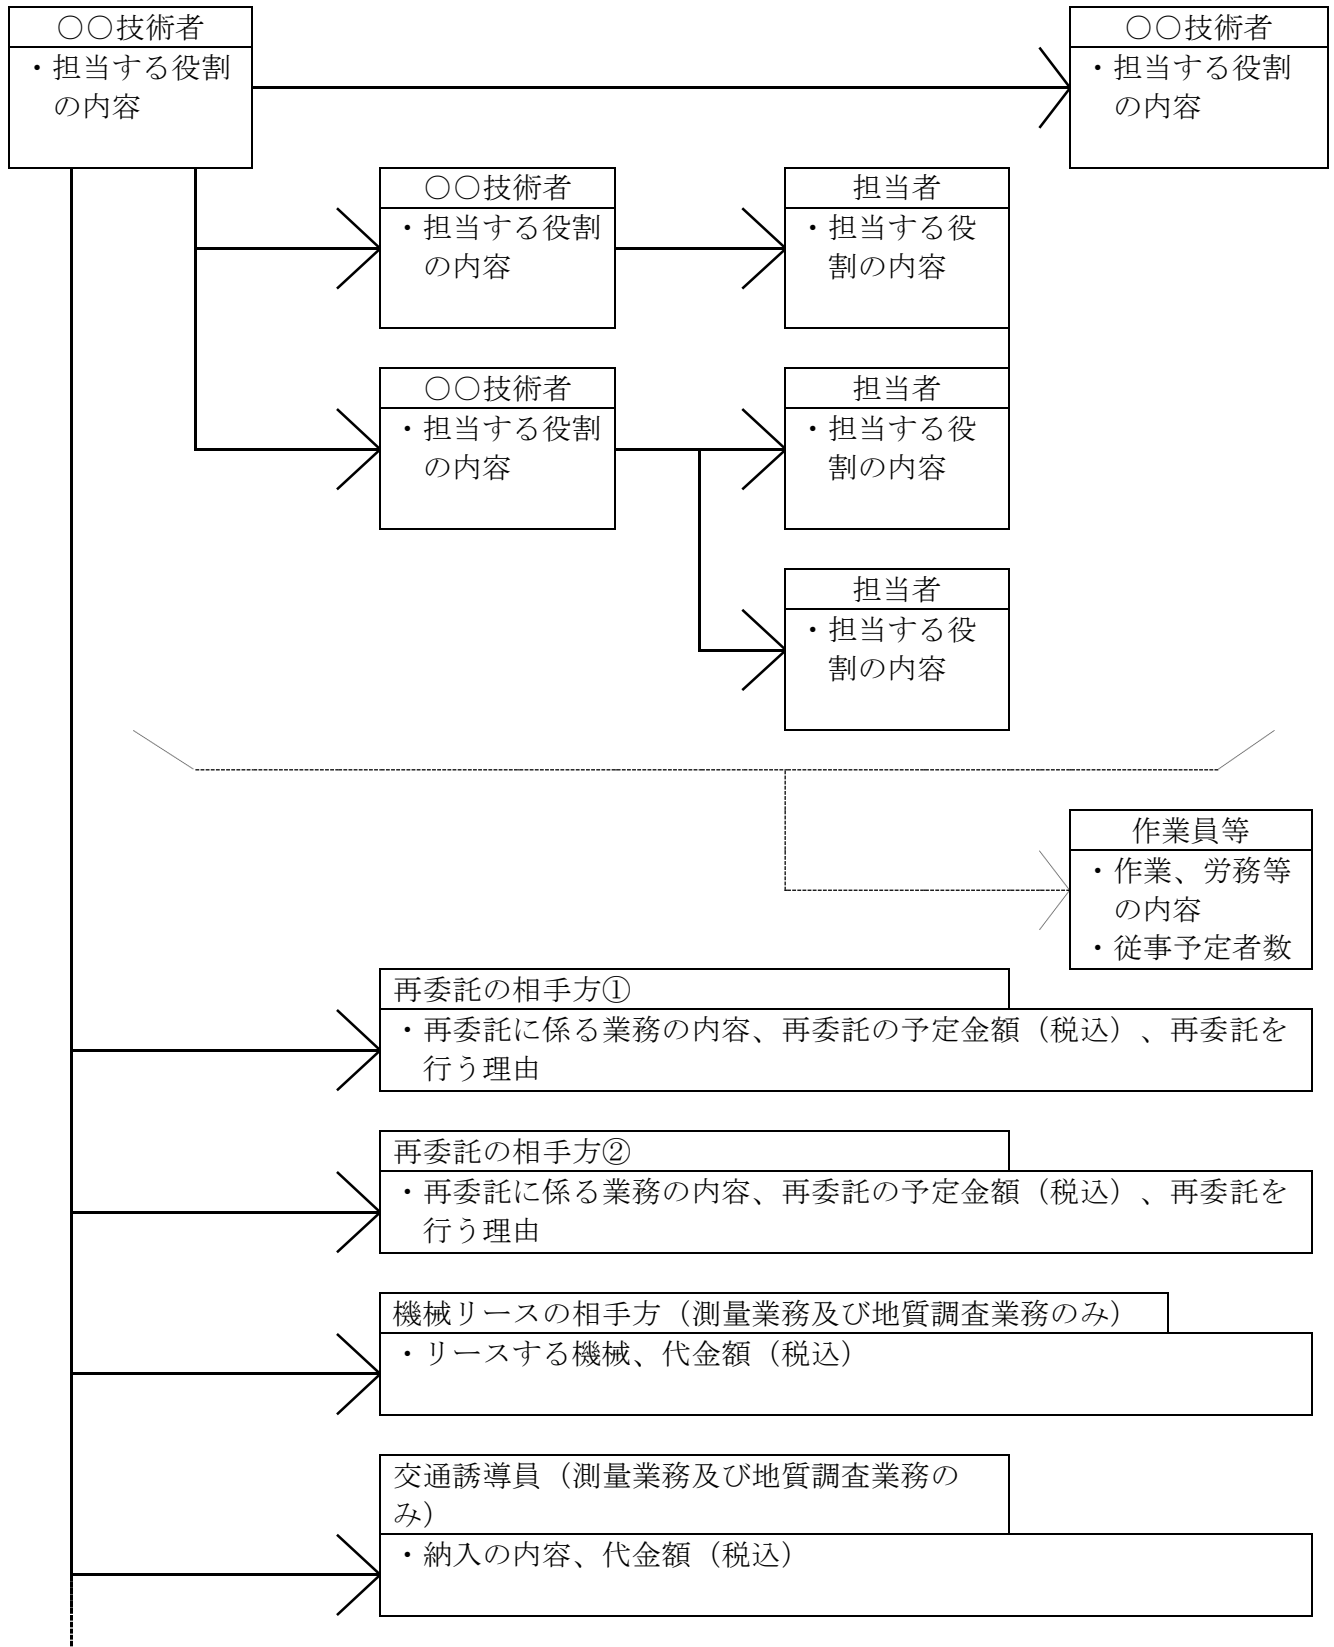 ○○技術者
・担当する役割
の内容
○○技術者
・担当する役割
の内容
○○技術者
・担当する役割
の内容
担当者
・担当する役
割の内容
○○技術者
・担当する役割
の内容
担当者
・担当する役
割の内容
担当者
・担当する役
割の内容
作業員等
・作業、労務等
の内容
・従事予定者数
再委託の相手方①
・再委託に係る業務の内容、再委託の予定金額（税込）、再委託を
行う理由
再委託の相手方②
・再委託に係る業務の内容、再委託の予定金額（税込）、再委託を
行う理由
機械リースの相手方（測量業務及び地質調査業務のみ）
・リースする機械、代金額（税込）
交通誘導員（測量業務及び地質調査業務の
み）
・納入の内容、代金額（税込）